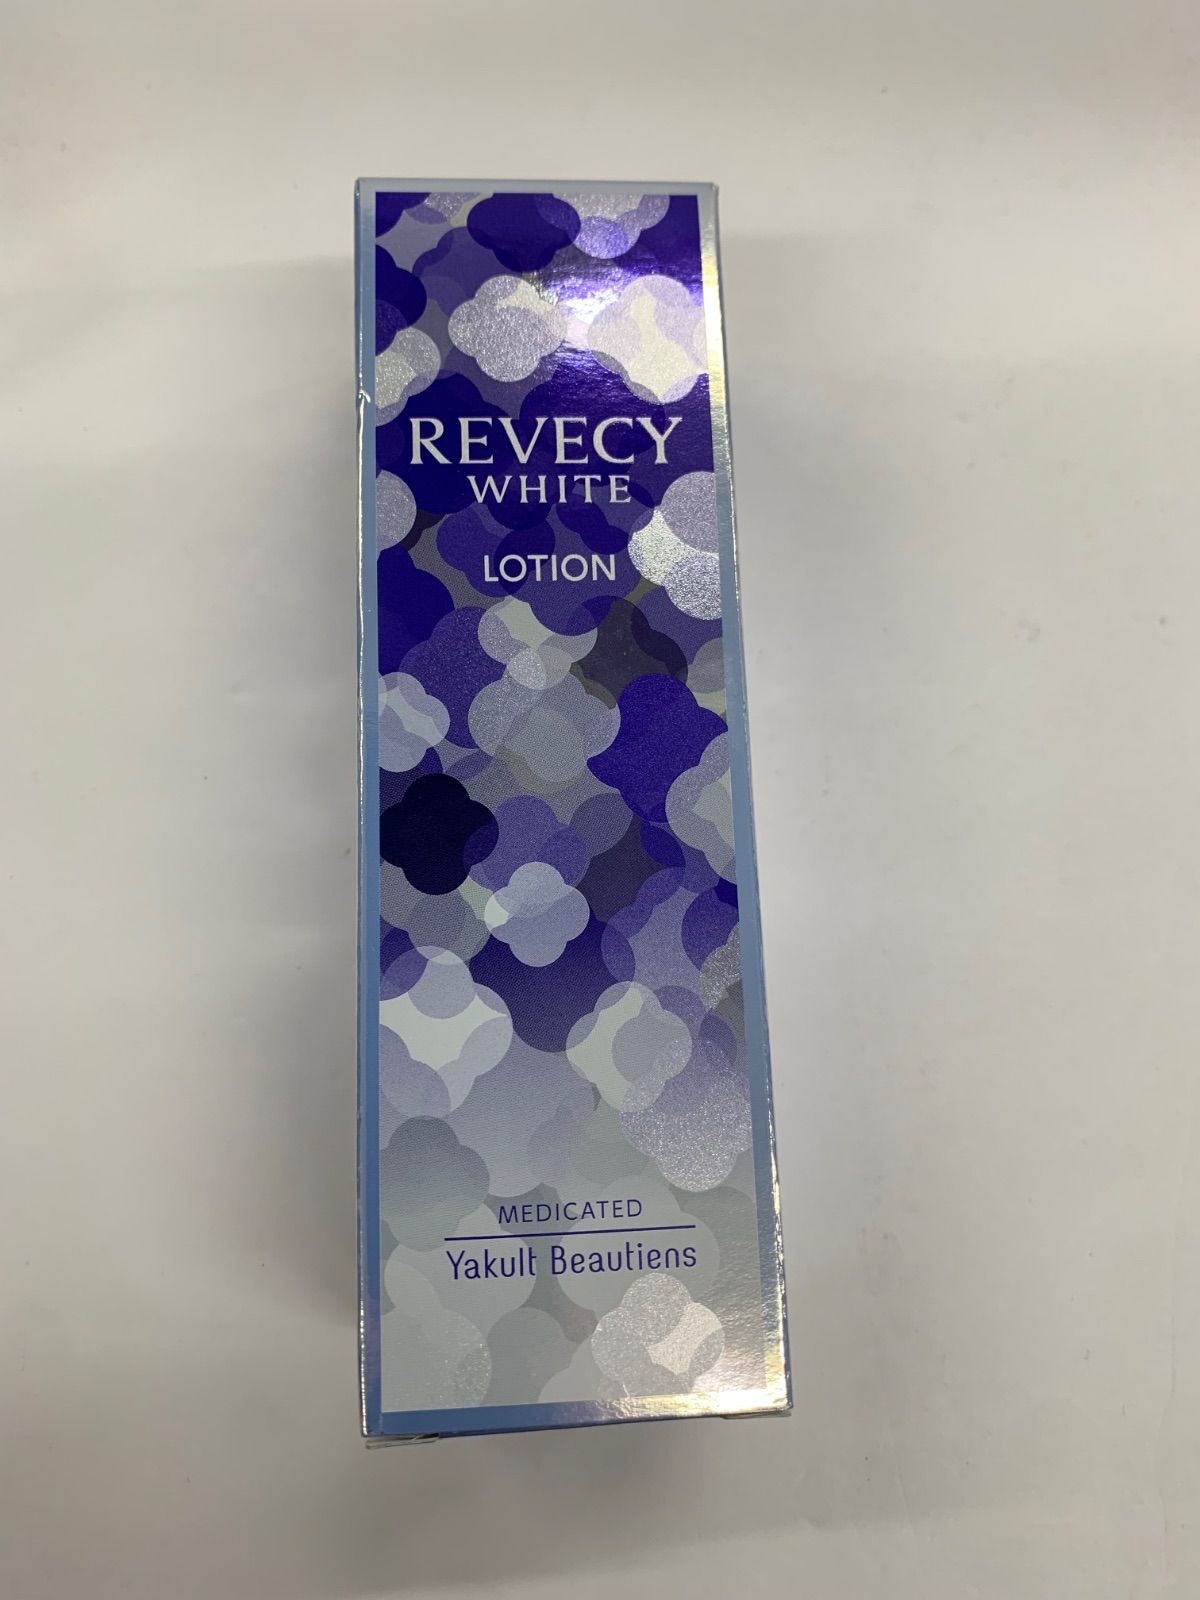 REVECY
WHITE
LOTION
MEDICATED
Yakult Beautiens